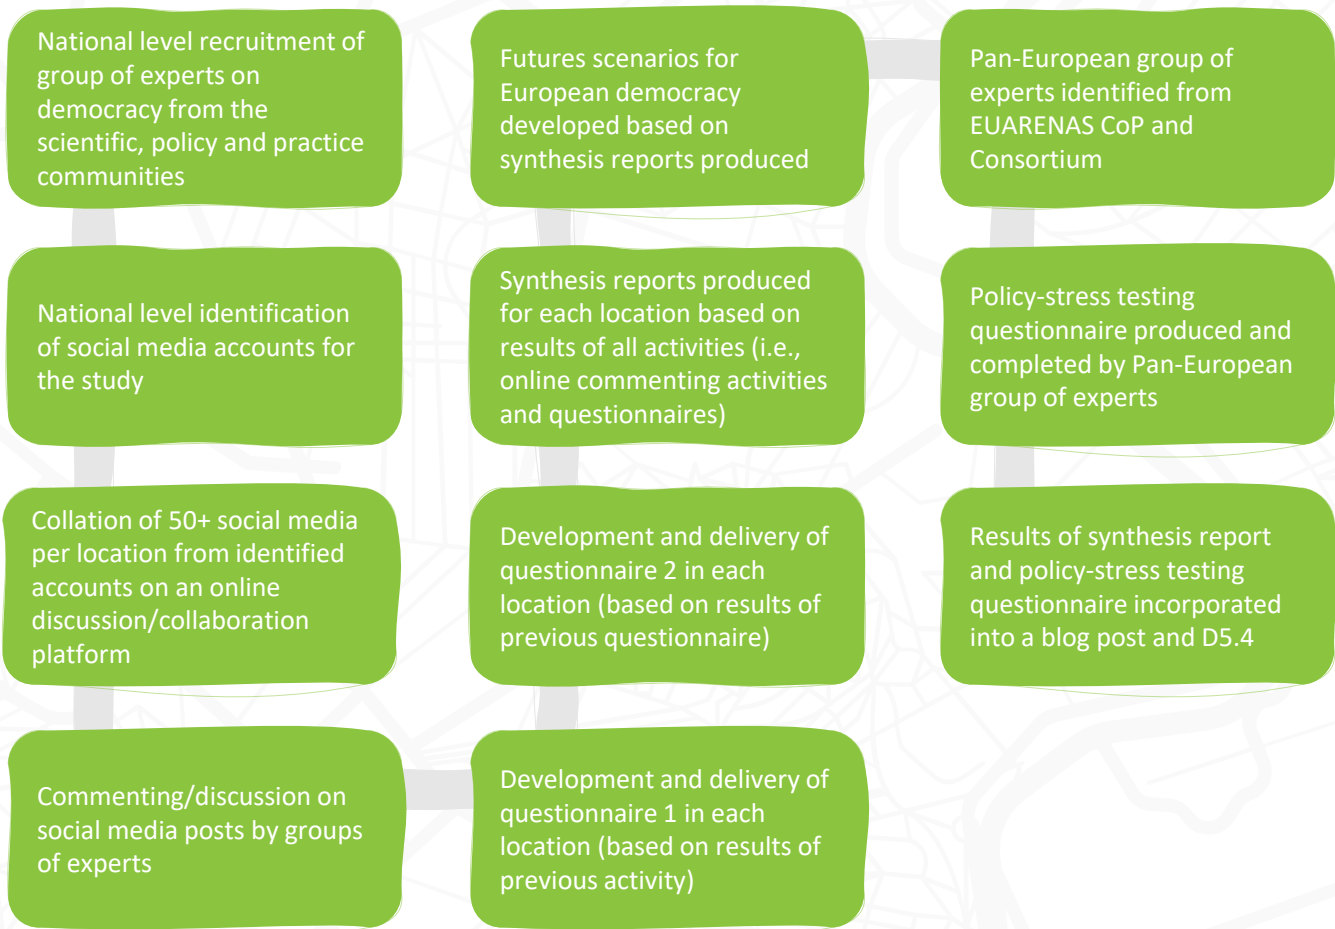 National level recruitment of
group of experts on
democracy from the
scientific, policy and practice
communities
National level identification
of social media accounts for
the study
Collation of 50+ social media
per location from identified
accounts on an online
discussion/collaboration
platform
Commenting/discussion on
social media posts by groups
of experts
Development and delivery of
questionnaire 1 in each
location (based on results of
previous activity)
Development and delivery of
questionnaire 2 in each
location (based on results of
previous questionnaire)
Synthesis reports produced
for each location based on
results of all activities (i.e.,
online commenting activities
and questionnaires)
Futures scenarios for
European democracy
developed based on
synthesis reports produced
Pan-European group of
experts identified from
EUARENAS CoP and
Consortium
Policy-stress testing
questionnaire produced and
completed by Pan-European
group of experts
Results of synthesis report
and policy-stress testing
questionnaire incorporated
into a blog post and D5.4